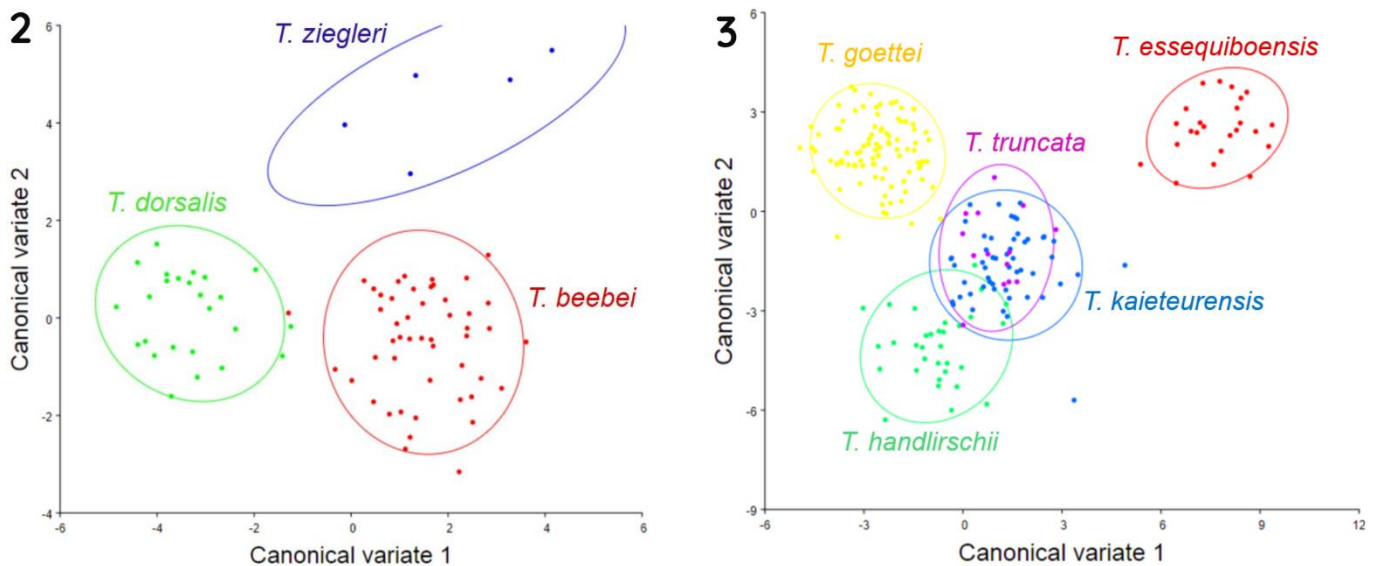 2
T. ziegleri
T. dorsalis
T. beebei
Canonical variate 2
6
4
2
0
-2
-4
-6
-4
-2
0
2
4
6
Canonical variate 1
3
T. goettei
T. essequiboensis
T. truncata
T. kaieteurensis
T. handlirschii
Canonical variate 2
6
3
0
-3
-6
-9
-6
-3
0
3
6
9
12
Canonical variate 1